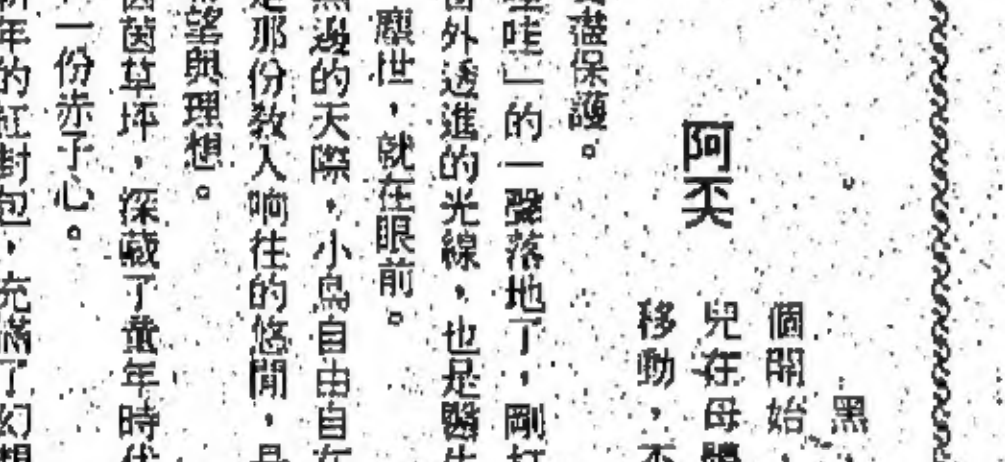 黑
個開始，
兒在母體
移動，不
阿奀
盡保護。
哇」的一聲落地了，剛打
窗外透進的光線，也是醫生
塵世，就在眼前。
無邊的天際，小鳥自由自在
是那份教人响往的悠閒，是
望與理想。
茵茵草坪，深藏了童年時代
一份赤子心。
新年的紅封包，充滿了幻想